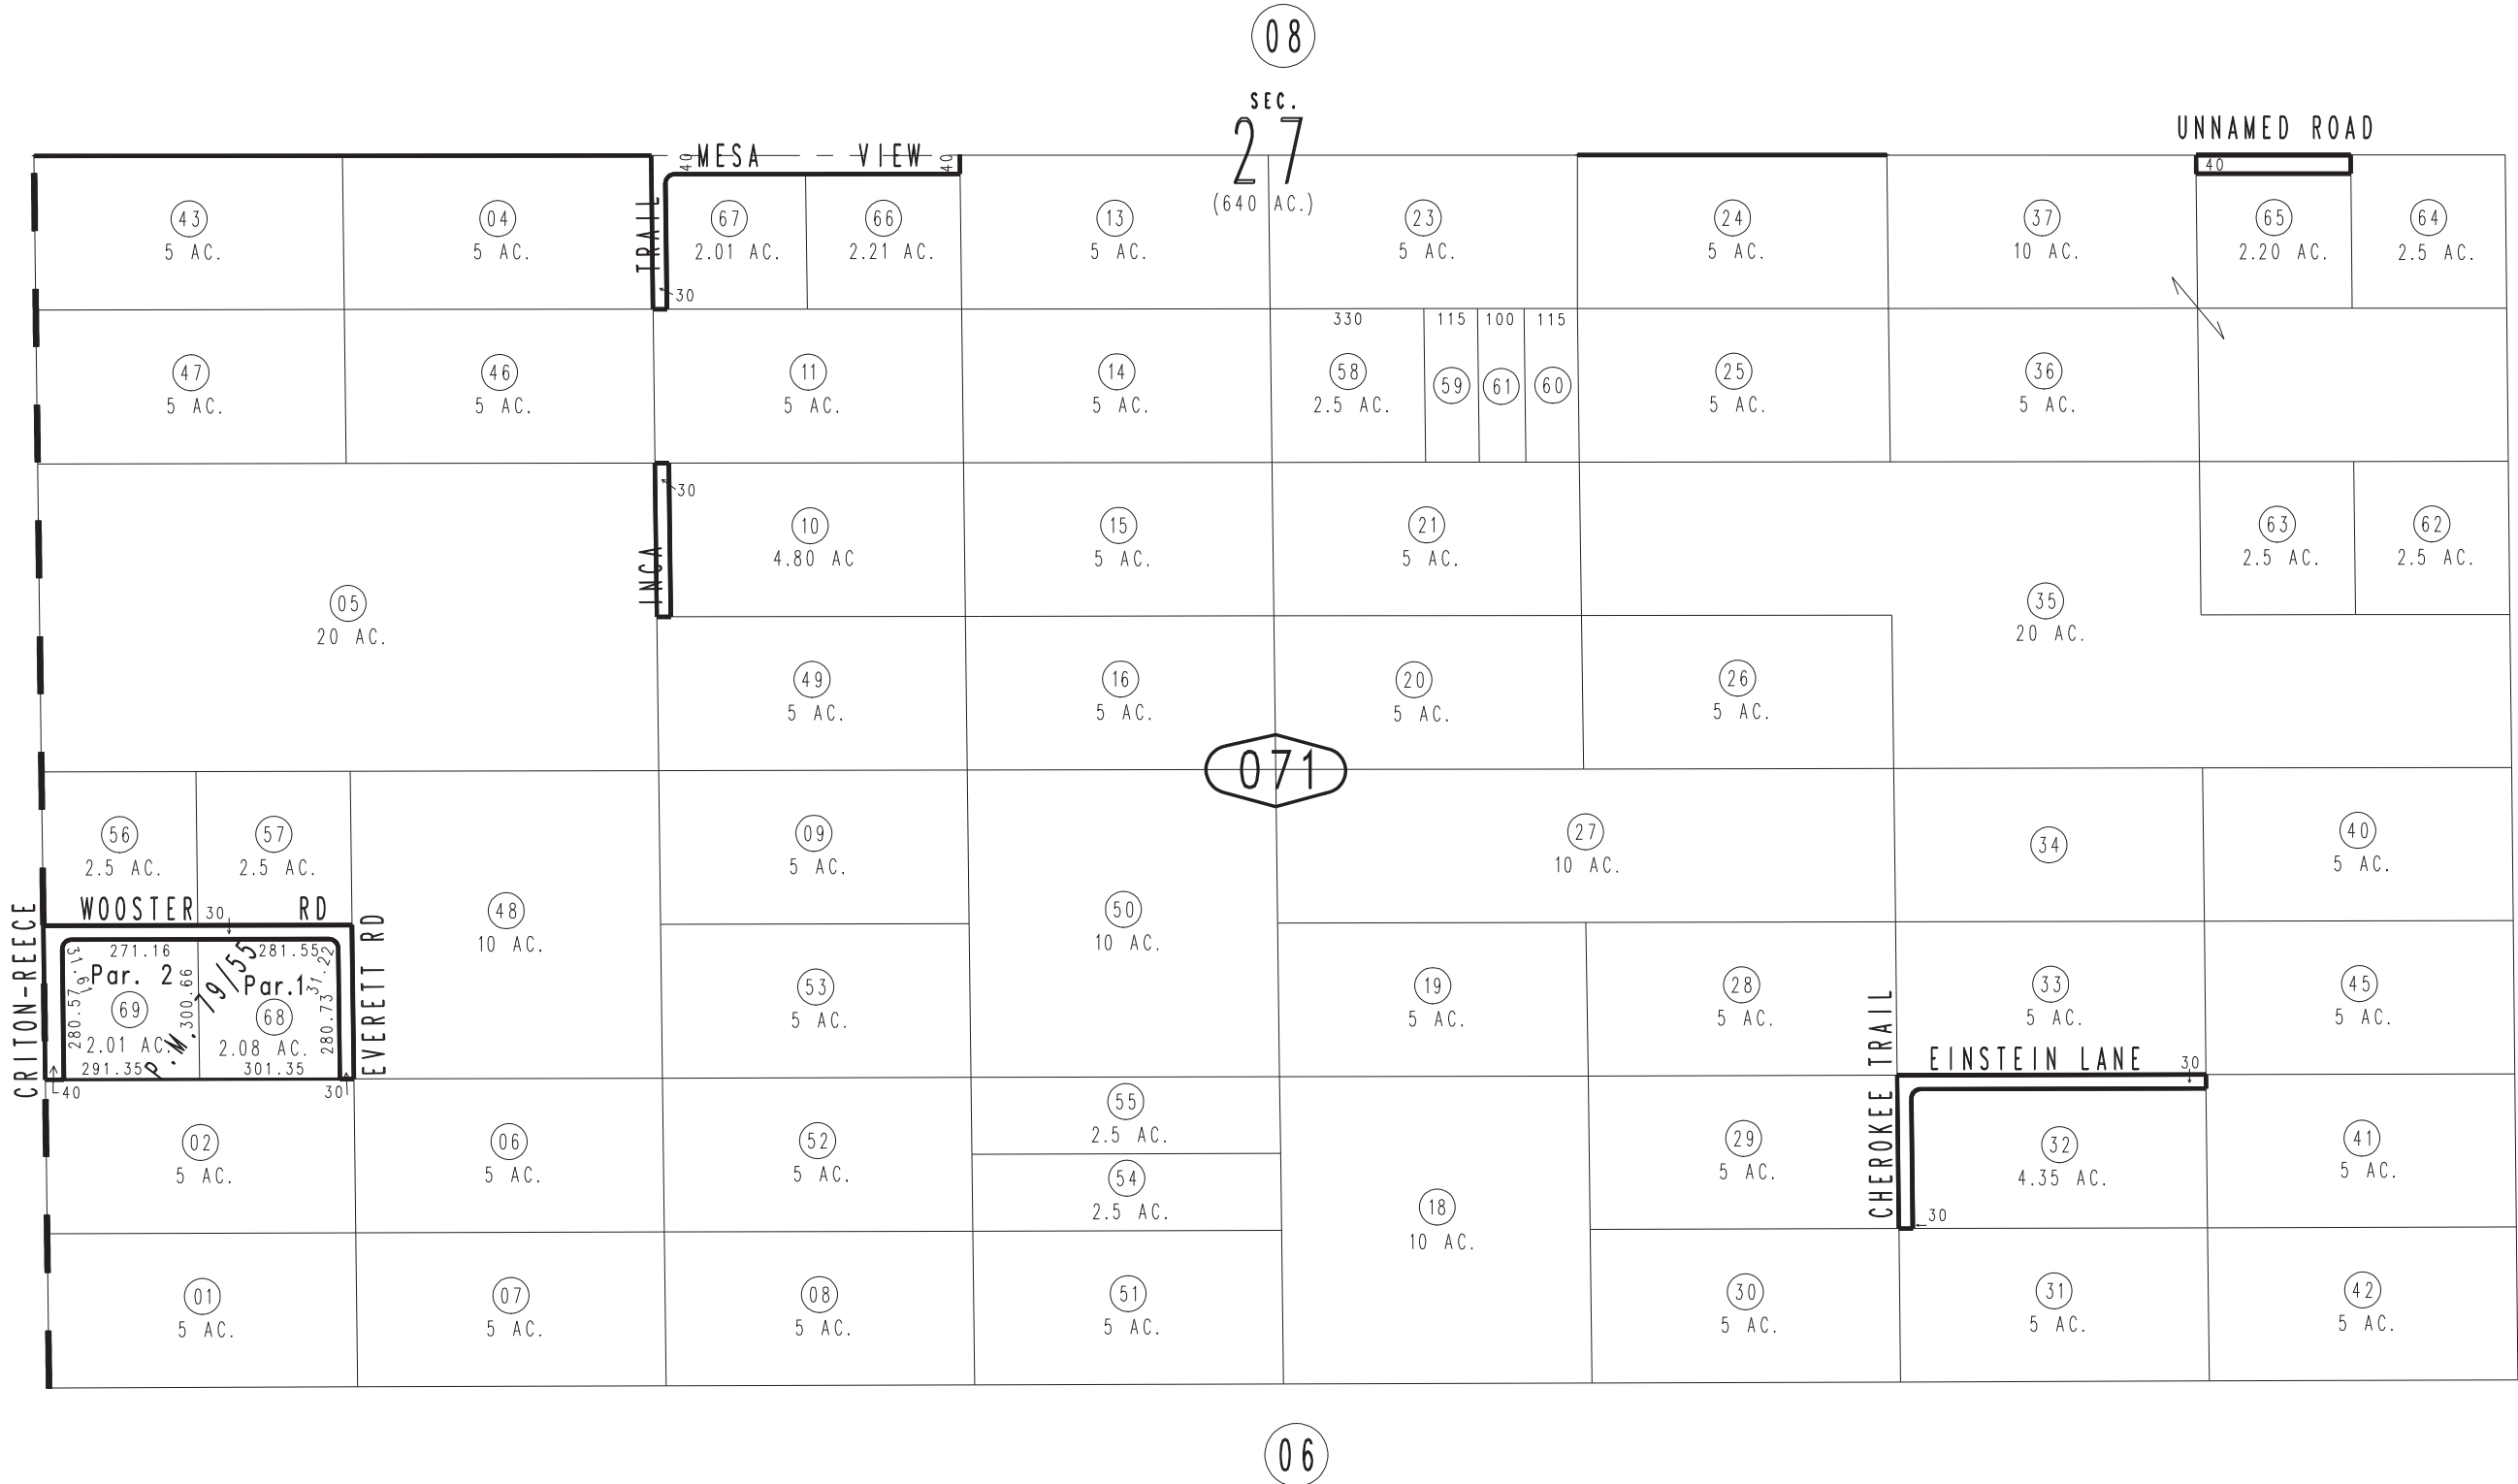 08
SEC.
27
(640 AC.)
UNNAMED ROAD
40
MESA VIEW
40
40
TRAIL
30
43
5 AC.
04
5 AC.
67
2.01 AC.
66
2.21 AC.
13
5 AC.
23
5 AC.
24
5 AC.
37
10 AC.
65
2.20 AC.
64
2.5 AC.
330
115
100
115
47
5 AC.
46
5 AC.
11
5 AC.
14
5 AC.
58
2.5 AC.
59
61
60
25
5 AC.
36
5 AC.
30
INCA
10
4.80 AC
15
5 AC.
21
5 AC.
63
2.5 AC.
62
2.5 AC.
05
20 AC.
35
20 AC.
49
5 AC.
16
5 AC.
20
5 AC.
26
5 AC.
071
56
2.5 AC.
57
2.5 AC.
09
5 AC.
27
10 AC.
34
40
5 AC.
WOOSTER RD
30
CRITON-REECE
EVERETT RD
48
10 AC.
50
10 AC.
271.16
281.55
31.61
31.22
Par. 2
Par.1
P.M. 79/55
280.57
300.66
280.73
69
2.01 AC.
68
2.08 AC.
291.35
301.35
40
30
53
5 AC.
19
5 AC.
28
5 AC.
33
5 AC.
45
5 AC.
CHEROKEE TRAIL
EINSTEIN LANE
30
02
5 AC.
06
5 AC.
52
5 AC.
55
2.5 AC.
54
2.5 AC.
18
10 AC.
29
5 AC.
32
4.35 AC.
30
41
5 AC.
01
5 AC.
07
5 AC.
08
5 AC.
51
5 AC.
30
5 AC.
31
5 AC.
42
5 AC.
06